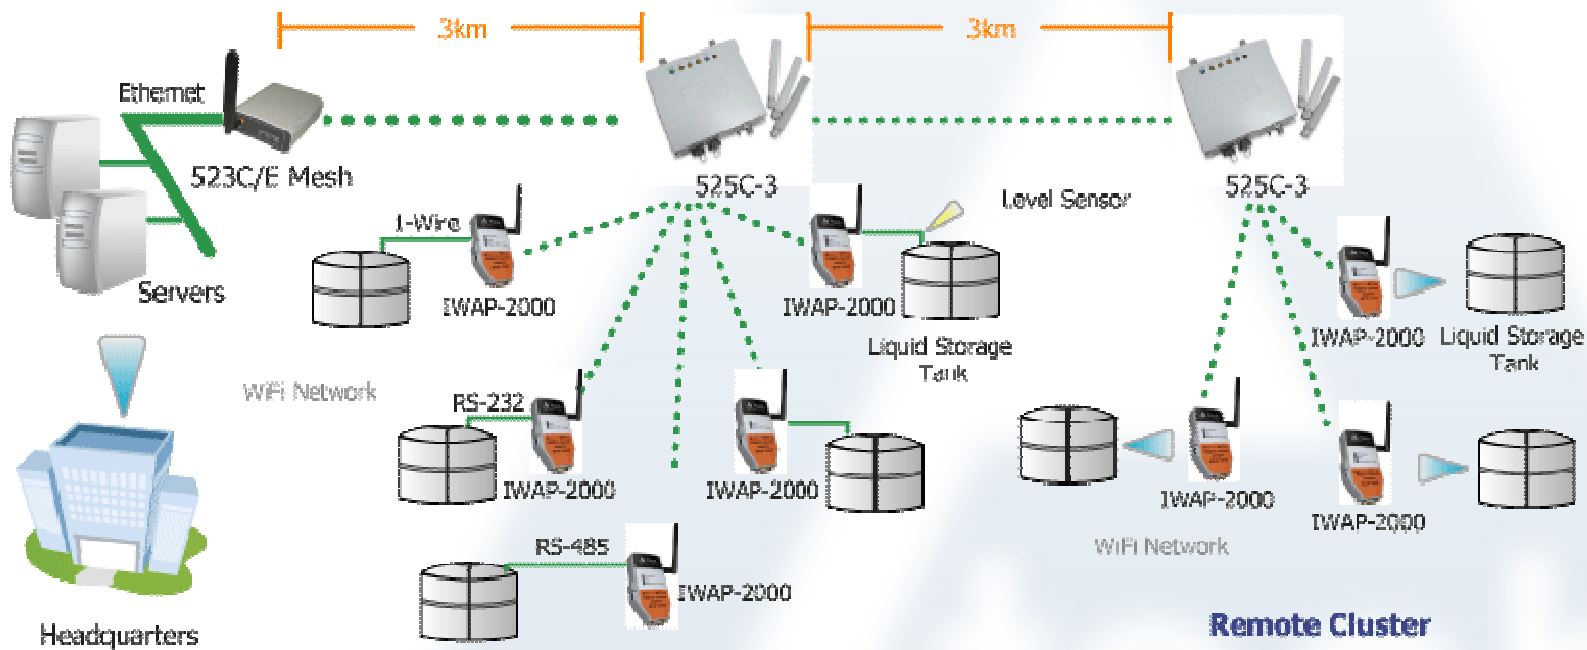 3km
3km
Ethernet
523C/E Mesh
525C-3
525C-3
Servers
1-Wire
IWAP-2000
IWAP-2000
Level Sensor
Liquid Storage
Tank
IWAP-2000
Liquid Storage
Tank
WiFi Network
RS-232
IWAP-2000
IWAP-2000
IWAP-2000
IWAP-2000
WiFi Network
RS-485
IWAP-2000
Headquarters
Remote Cluster